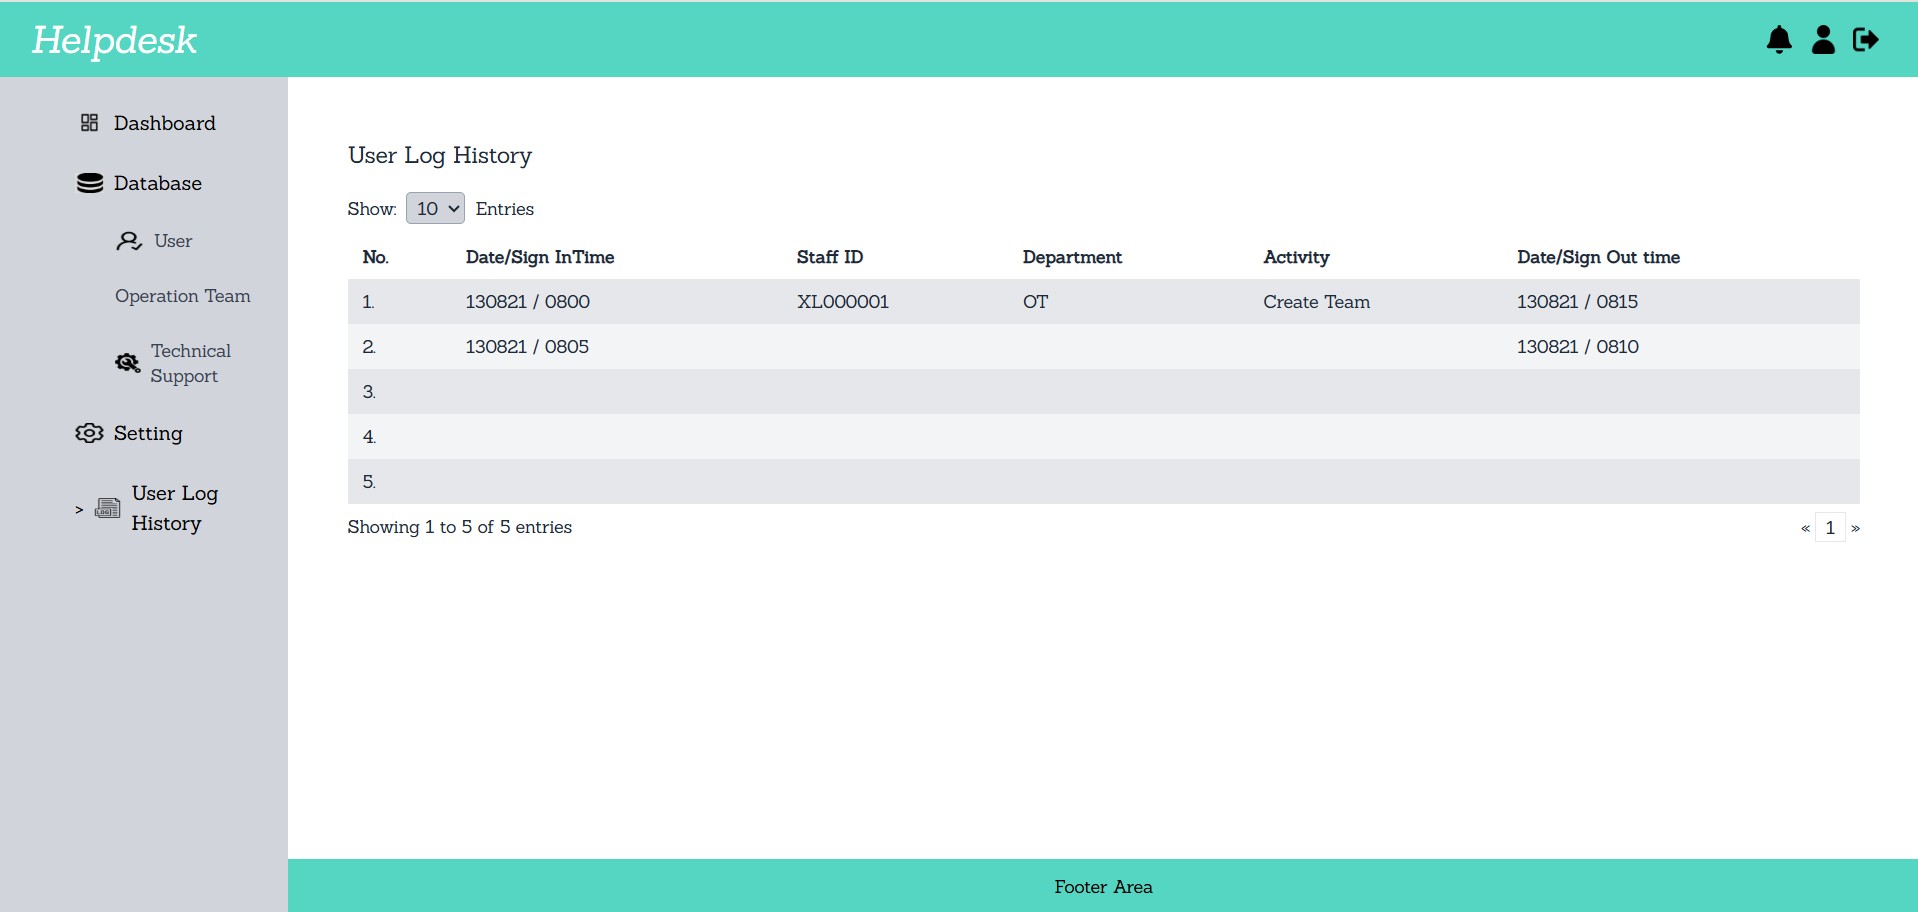 Helpdesk
Dashboard
Database
User
Operation Team
Technical
Support
Setting
> User Log
History
User Log History
Show: 10 Entries
No. Date/Sign InTime Staff ID Department Activity Date/Sign Out time
1. 130821 / 0800 XL000001 OT Create Team 130821 / 0815
2. 130821 / 0805 130821 / 0810
3.
4.
5.
Showing 1 to 5 of 5 entries « 1 »
Footer Area